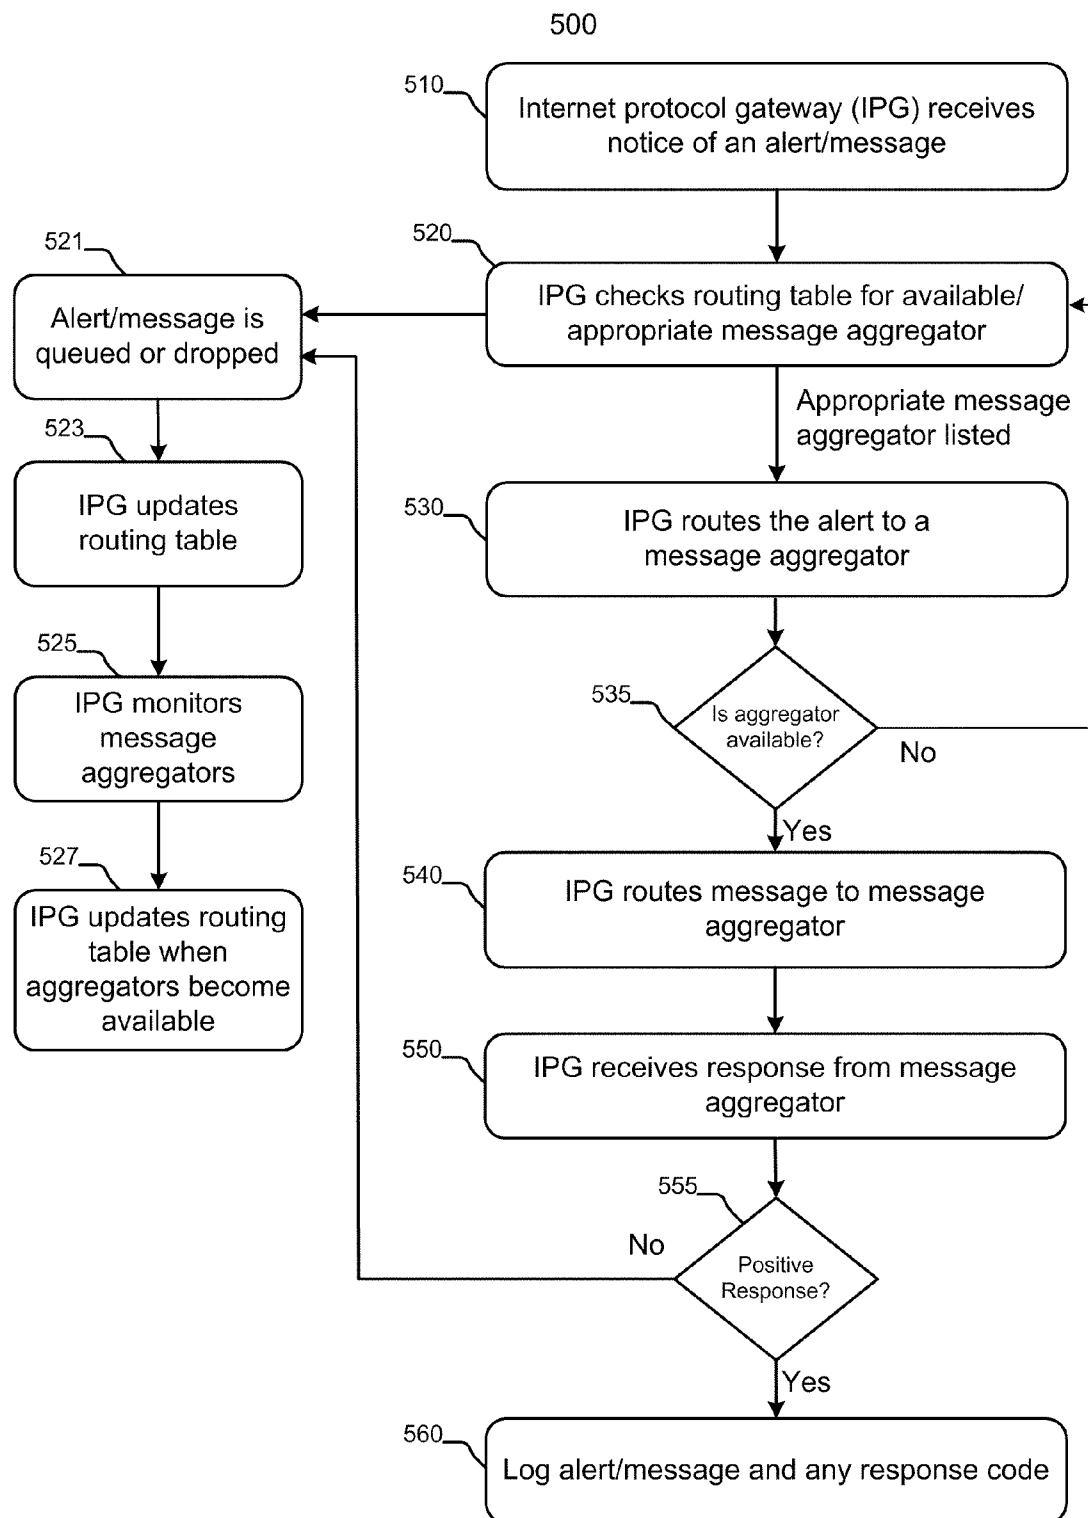 500
510
Internet protocol gateway (IPG) receives
notice of an alert/message
520
IPG checks routing table for available/
appropriate message aggregator
521
Alert/message is
queued or dropped
Appropriate message
aggregator listed
523
IPG updates
routing table
530
IPG routes the alert to a
message aggregator
525
IPG monitors
message
aggregators
535
Is aggregator
available?
No
Yes
527
IPG updates routing
table when
aggregators become
available
540
IPG routes message to message
aggregator
550
IPG receives response from message
aggregator
555
Positive
Response?
No
Yes
560
Log alert/message and any response code